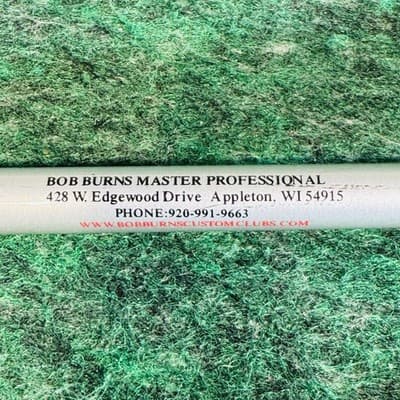 BOB BURNS MASTER PROFESSIONAL
428 W. Edgewood Drive Appleton, WI 54915
PHONE:920-991-9663
WWW.BOBBURNSCUSTOMCLUBS.COM